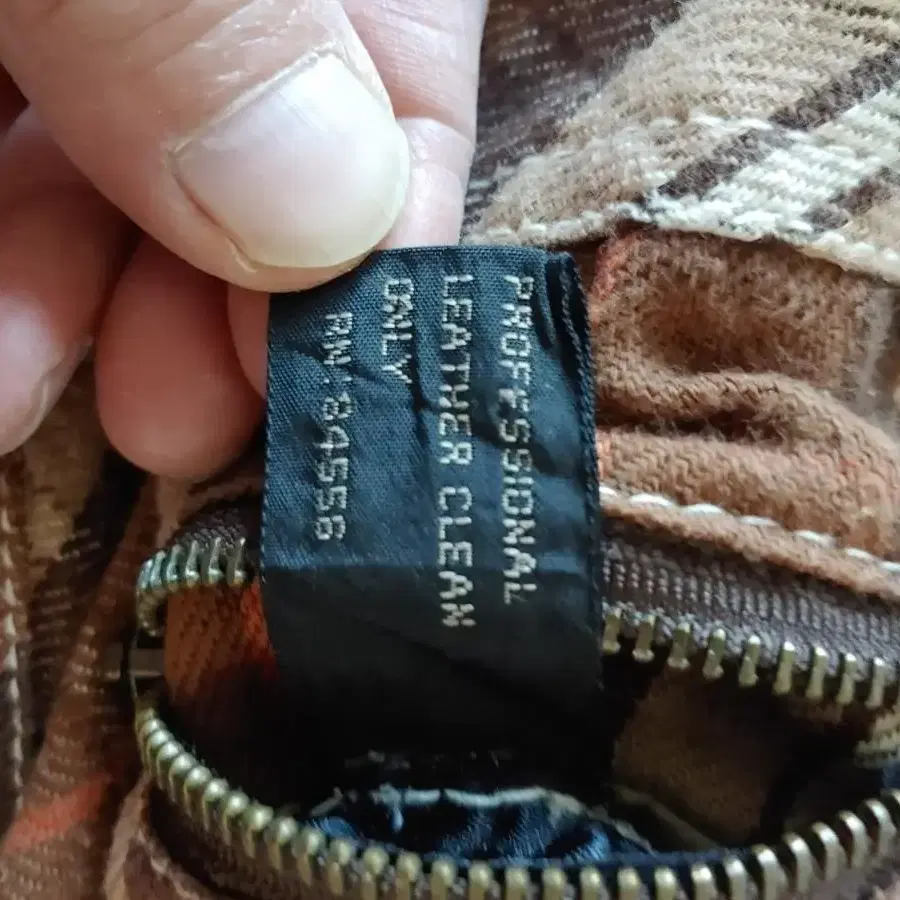 PROFESSIONAL
LEATHER CLEAN
ONLY
RN:84556